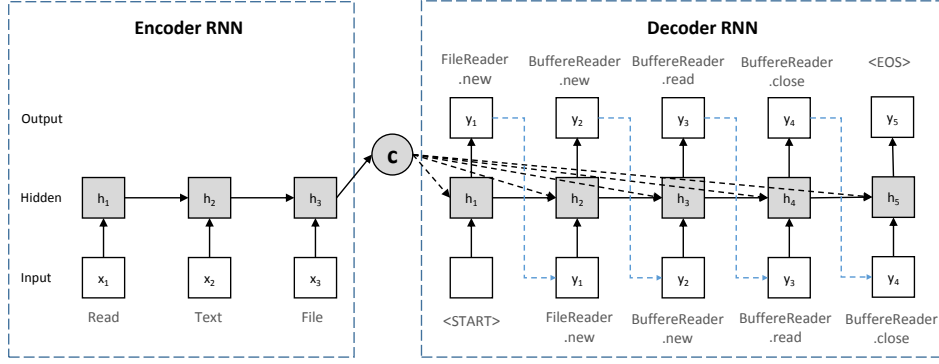 Encoder RNN
Decoder RNN
FileReader
.new
BuffereReader
.new
BuffereReader
.read
BuffereReader
.close
<EOS>
Output
y1
y2
y3
y4
y5
c
Hidden
h1
h2
h3
h1
h2
h3
h4
h5
Input
x1
x2
x3
y1
y2
y3
y4
Read
Text
File
<START>
FileReader
.new
BuffereReader
.new
BuffereReader
.read
BuffereReader
.close